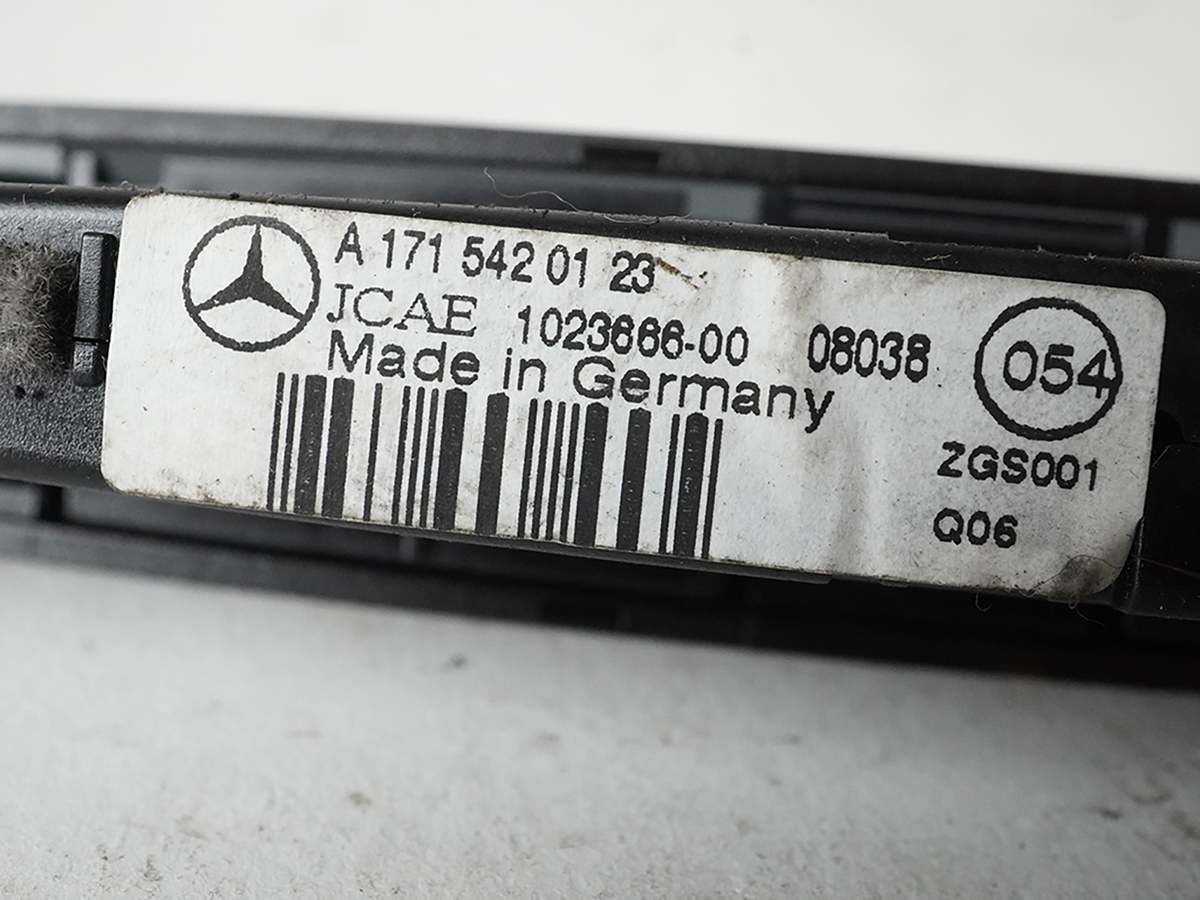 A 171 542 01 23
JCAE 1023666-00 08038
Made in Germany
054
ZGS001
Q06